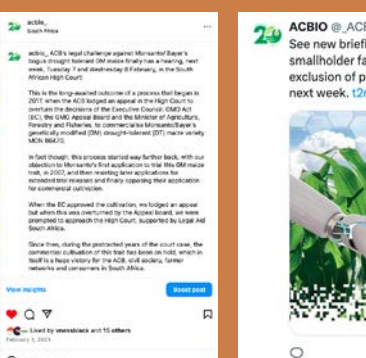 acbio_
South Africa
acbio_ ACB's legal challenge against Monsanto/ Bayer's
bogus drought tolerant GM maize finally has a hearing, next
week, Tuesday 7 and Wednesday 8 February, in the South
African High Court!
This is the long-awaited outcome of a process that began in
2017, when the ACB lodged an appeal in the High Court to
overturn the decisions of the Executive Council: GMO Act
(EC), the GMO Appeal Board and the Minister of Agriculture,
Forestry and Fisheries, to commercialise Monsanto/Bayer's
genetically modified (GM) drought-tolerant (DT) maize variety
MON 86470.
In fact though, this process started way further back, with our
objection to Monsanto's first application to trial this GM maize
trait, in 2007, and then resisting later applications for
extended trial releases and finally opposing their application
for commercial cultivation.
When the EC approved the cultivation, we lodged an appeal
but when this was overturned by the Appeal Board, we were
prompted to approach the High Court, supported by Legal Aid
South Africa.
Since then, during the protracted years of the court case, the
commercial cultivation of this trait has been on hold, which in
itself is a huge victory for the ACB, civil society, farmer
networks and consumers in South Africa.
View insights
Boost post
Liked by vnessblack and 15 others
February 1, 2023
ACBIO @_ACB
See new briefi
smallholder fa
exclusion of p
next week. t2